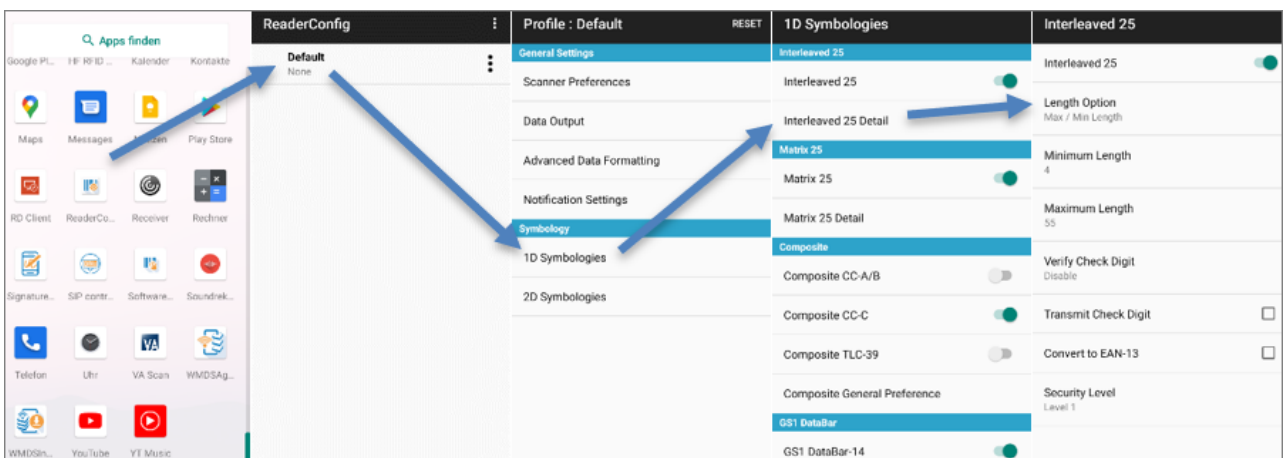 Apps finden
Google Pl... HF RFID ... Kalender Kontakte
Maps Messages Play Store
RD Client ReaderCo... Receiver Rechner
Signature... SIP contr... Software... Soundrek...
Telefon Uhr VA Scan WMDSAg...
WMDSIn... YouTube YT Music
ReaderConfig
Default
None
Profile : Default RESET
General Settings
Scanner Preferences
Data Output
Advanced Data Formatting
Notification Settings
Symbology
1D Symbologies
2D Symbologies
1D Symbologies
Interleaved 25
Interleaved 25
Interleaved 25 Detail
Matrix 25
Matrix 25
Matrix 25 Detail
Composite
Composite CC-A/B
Composite CC-C
Composite TLC-39
Composite General Preference
GS1 DataBar
GS1 DataBar-14
Interleaved 25
Interleaved 25
Length Option
Max / Min Length
Minimum Length
4
Maximum Length
55
Verify Check Digit
Disable
Transmit Check Digit
Convert to EAN-13
Security Level
Level 1